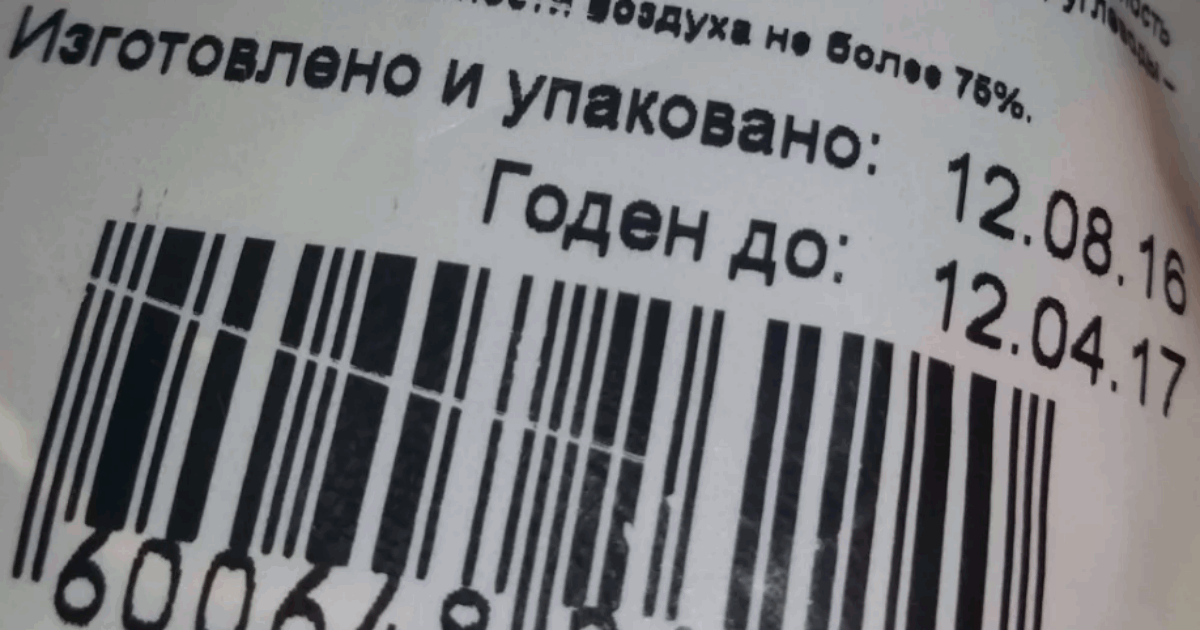 воздуха не более 75%.
Изготовлено и упаковано: 12.08.16
Годен до: 12.04.17